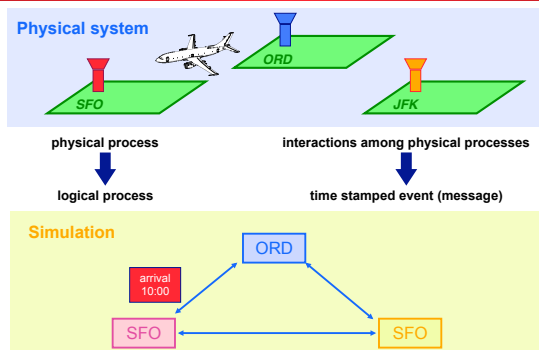 Physical system
ORD
SFO
JFK
physical process
interactions among physical processes
logical process
time stamped event (message)
Simulation
ORD
arrival
10:00
SFO
SFO